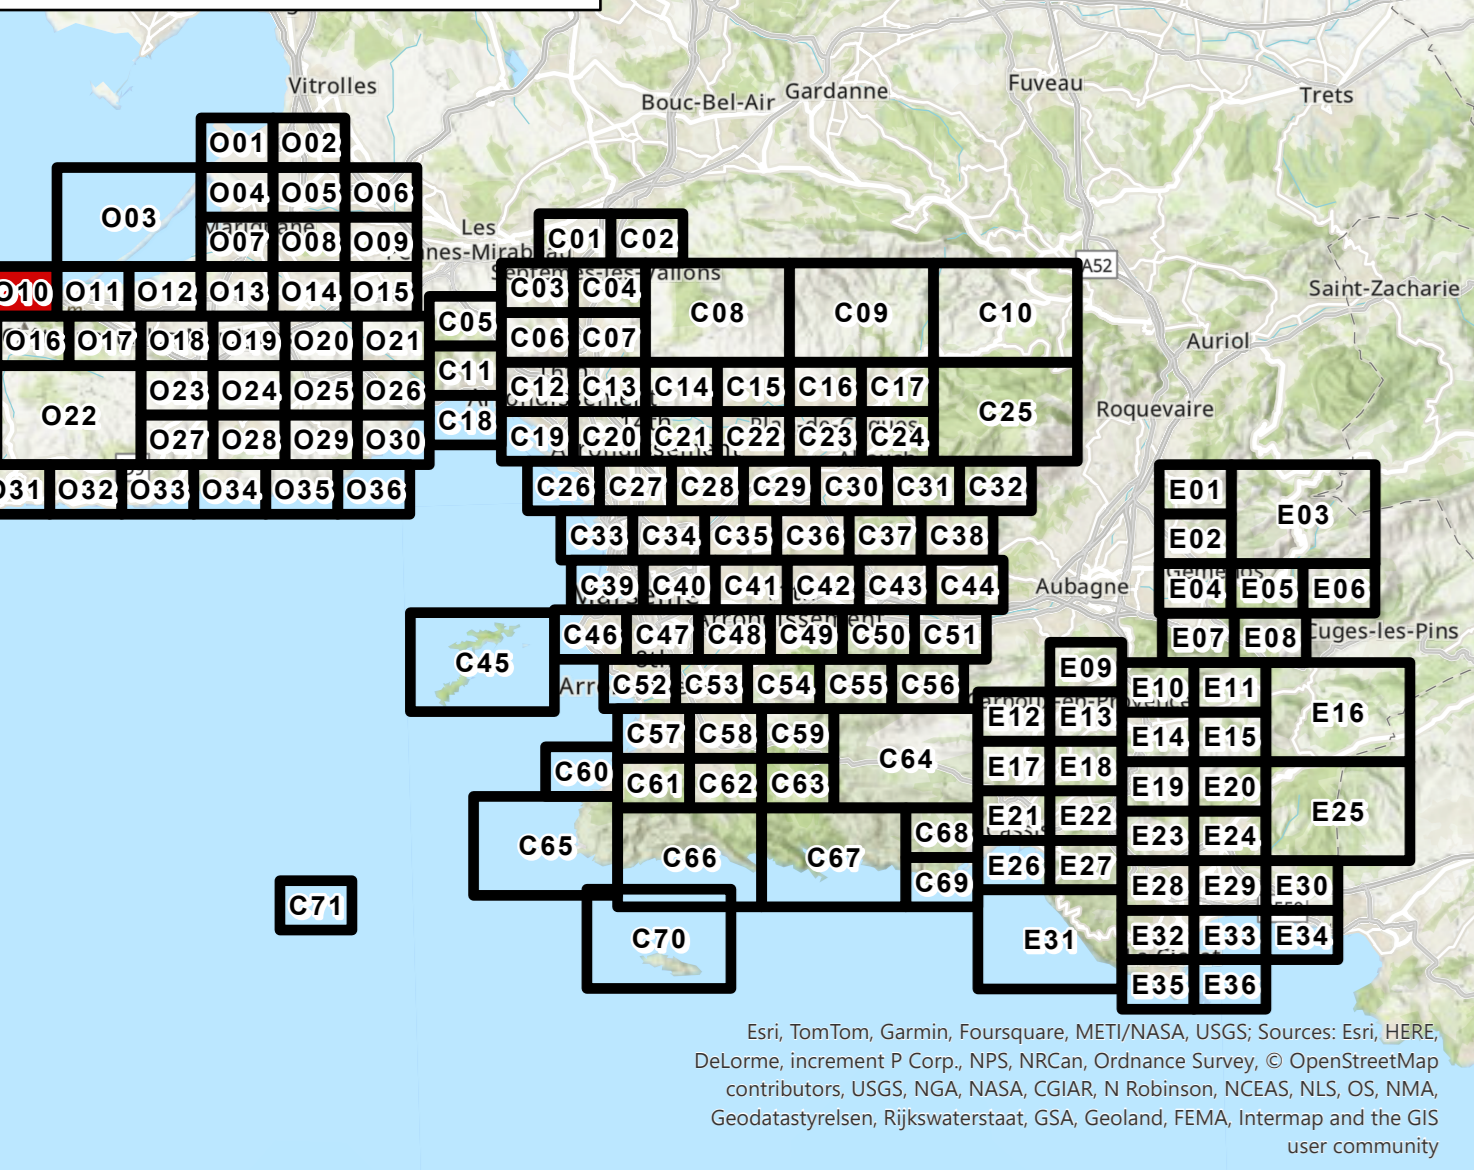 Vitrolles
Bouc-Bel-Air
Gardanne
Fuveau
Trets
O01 O02
O03
O04 O05 O06
Les
O07 O08 O09
C01 C02
A52
Septèmes-les-Vallons
O10 O11 O12 O13 O14 O15
C03 C04
C08 C09 C10
Saint-Zacharie
C05
O16 O17 O18 O19 O20 O21
C06 C07
Auriol
C11
O22
O23 O24 O25 O26
C12 C13 C14 C15 C16 C17
C25
Roquevaire
C18
O27 O28 O29 O30
C19 C20 C21 C22 C23 C24
O31 O32 O33 O34 O35 O36
C26 C27 C28 C29 C30 C31 C32
E01
E03
C33 C34 C35 C36 C37 C38
E02
Gémenos
C39 C40 C41 C42 C43 C44
Aubagne
E04 E05 E06
Arrondissement
C45
C46 C47 C48 C49 C50 C51
E07 E08
Cuges-les-Pins
C52 C53 C54 C55 C56
E09
E10 E11
E16
C57 C58 C59
E12 E13
E14 E15
C64
C60
C61 C62 C63
E17 E18
E19 E20
E25
C65 C66 C67
C68
E21 E22
E23 E24
C69
E26 E27
E28 E29 E30
C71
C70
E31
E32 E33 E34
E35 E36
Esri, TomTom, Garmin, Foursquare, METI/NASA, USGS; Sources: Esri, HERE,
DeLorme, increment P Corp., NPS, NRCan, Ordnance Survey, © OpenStreetMap
contributors, USGS, NGA, NASA, CGIAR, N Robinson, NCEAS, NLS, OS, NMA,
Geodatastyrelsen, Rijkswaterstaat, GSA, Geoland, FEMA, Intermap and the GIS
user community